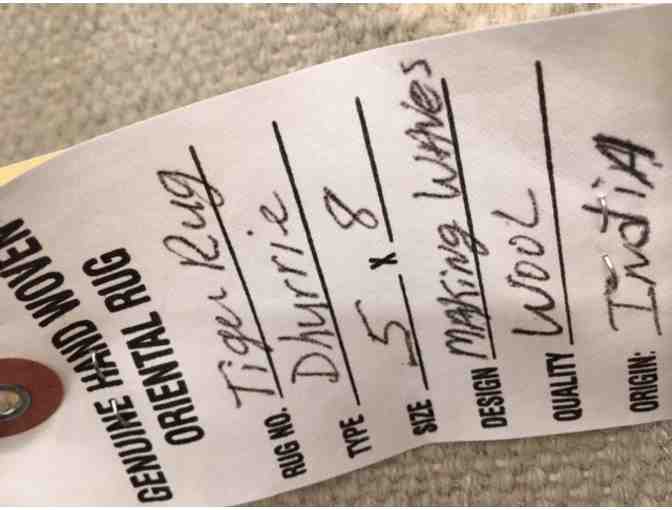 GENUINE HAND WOVEN
ORIENTAL RUG
RUG NO. Tiger Rug
TYPE Dhurrie
SIZE 5 x 8
DESIGN MAKing WAVes
QUALITY WOOL
ORIGIN: IndiA